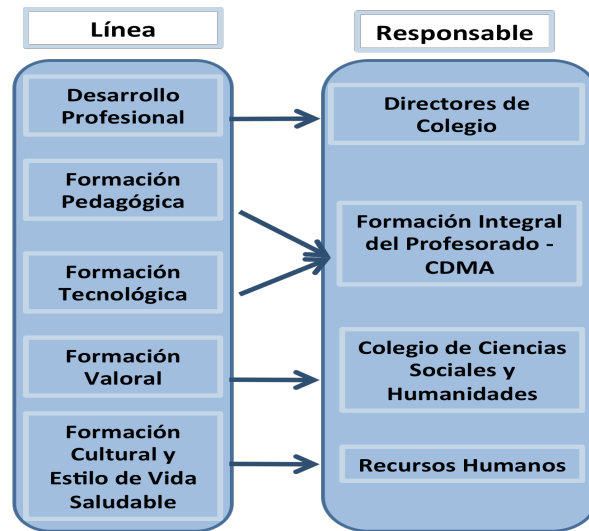 Línea
Desarrollo
Profesional
Formación
Pedagógica
Formación
Tecnológica
Formación
Valoral
Formación
Cultural y
Estilo de Vida
Saludable
Responsable
Directores de
Colegio
Formación Integral
del Profesorado -
CDMA
Colegio de Ciencias
Sociales y
Humanidades
Recursos Humanos